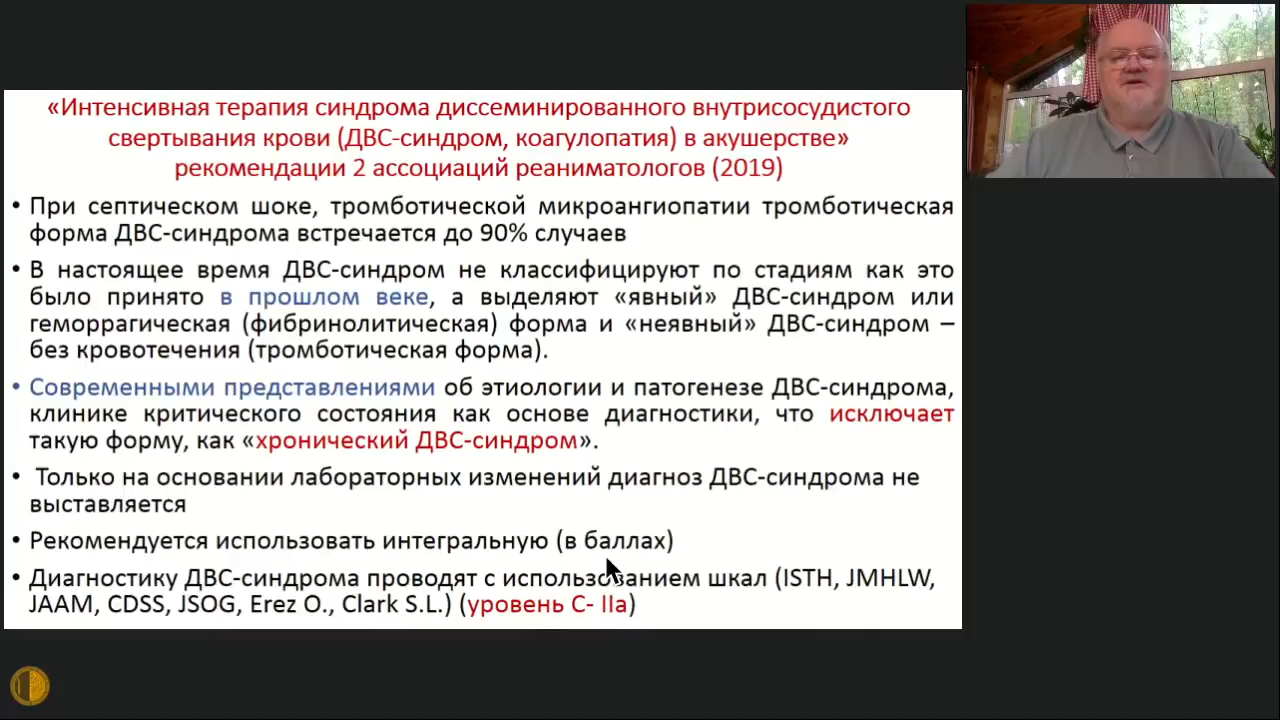 «Интенсивная терапия синдрома диссеминированного внутрисосудистого
свертывания крови (ДВС-синдром, коагулопатия) в акушерстве»
рекомендации 2 ассоциаций реаниматологов (2019)
• При септическом шоке, тромботической микроангиопатии тромботическая
форма ДВС-синдрома встречается до 90% случаев
• В настоящее время ДВС-синдром не классифицируют по стадиям как это
было принято в прошлом веке, а выделяют «явный» ДВС-синдром или
геморрагическая (фибринолитическая) форма и «неявный» ДВС-синдром –
без кровотечения (тромботическая форма).
• Современными представлениями об этиологии и патогенезе ДВС-синдрома,
клинике критического состояния как основе диагностики, что исключает
такую форму, как «хронический ДВС-синдром».
• Только на основании лабораторных изменений диагноз ДВС-синдрома не
выставляется
• Рекомендуется использовать интегральную (в баллах)
• Диагностику ДВС-синдрома проводят с использованием шкал (ISTH, JMHLW,
JAAM, CDSS, JSOG, Erez O., Clark S.L.) (уровень C- IIa)